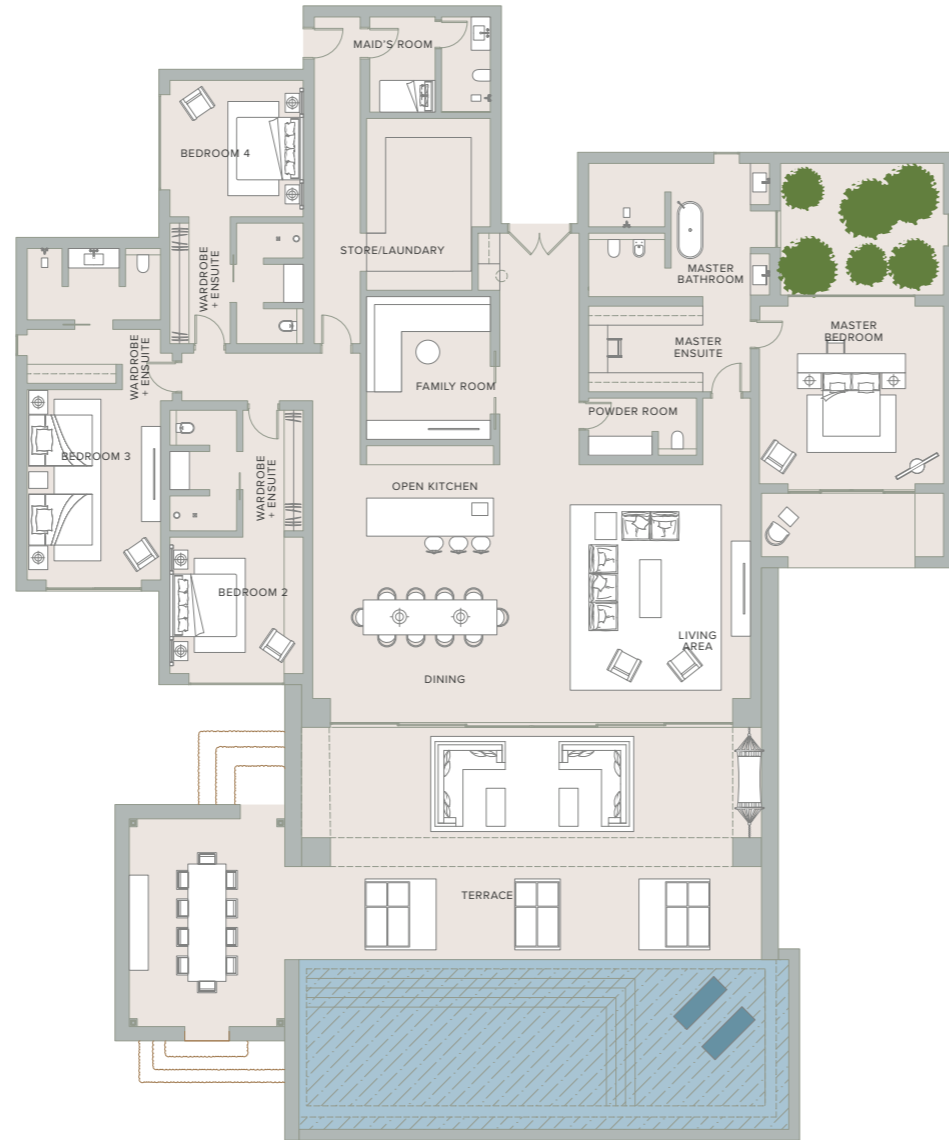 MAID'S ROOM
BEDROOM 4
STORE/LAUNDARY
WARDROBE
+ ENSUITE
MASTER
BATHROOM
WARDROBE
+ ENSUITE
MASTER
BEDROOM
MASTER
ENSUITE
FAMILY ROOM
POWDER ROOM
BEDROOM 3
WARDROBE
+ ENSUITE
OPEN KITCHEN
BEDROOM 2
LIVING
AREA
DINING
TERRACE